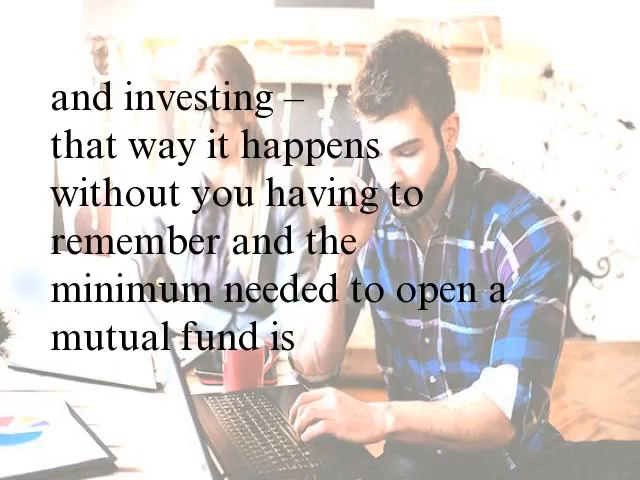 and investing –
that way it happens
without you having to
remember and the
minimum needed to open a
mutual fund is